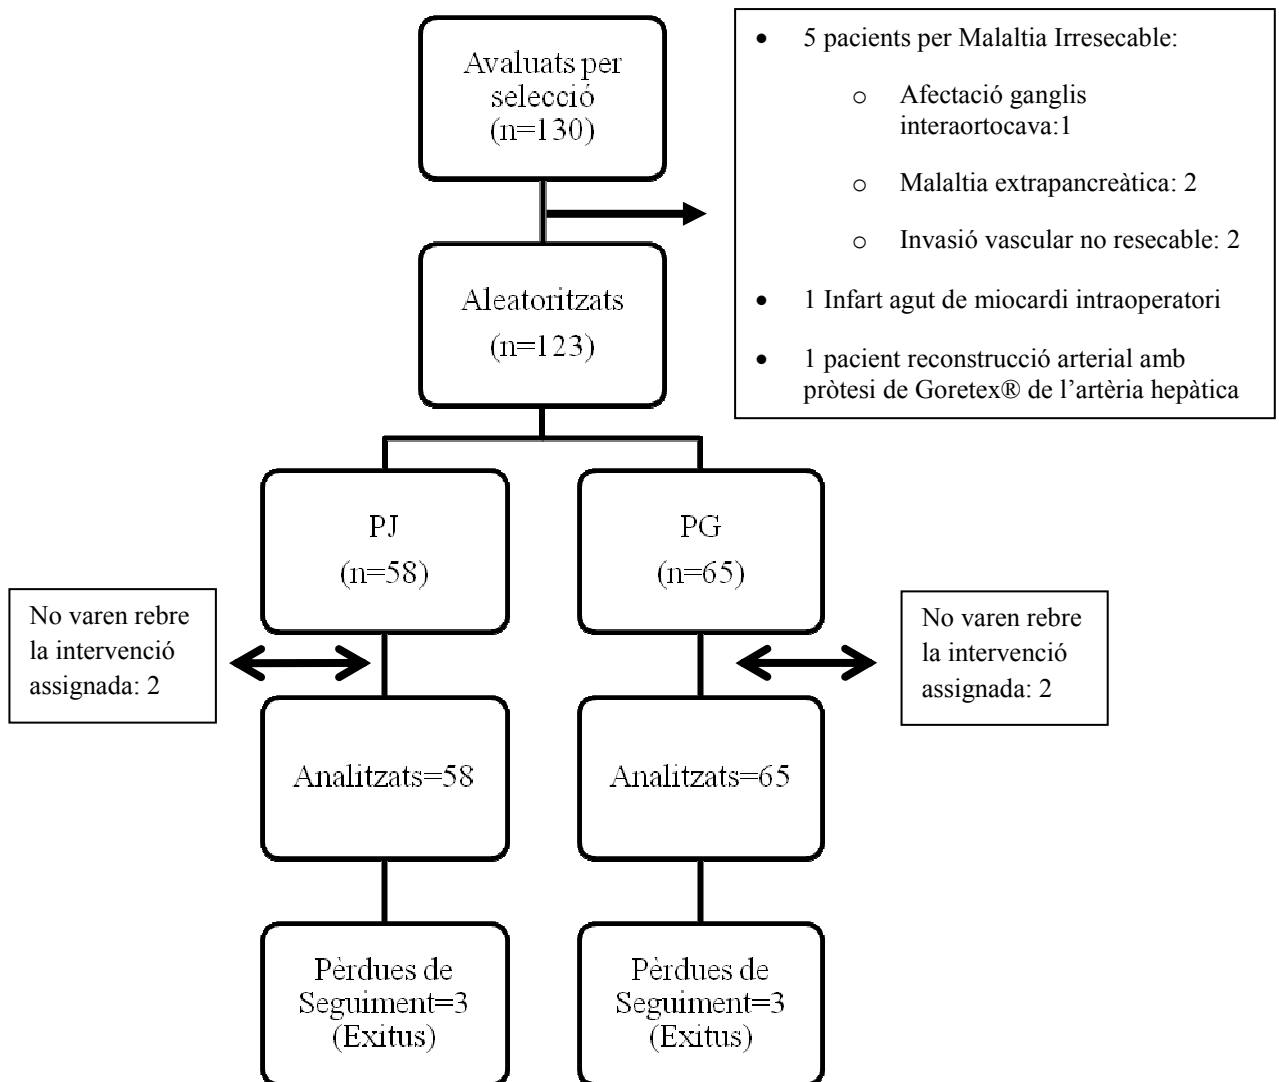 Avaluats per
selecció
(n=130)
• 5 pacients per Malaltia Irresecable:
o Afectació ganglis
interaortocava:1
o Malaltia extrapancreàtica: 2
o Invasió vascular no resecable: 2
• 1 Infart agut de miocardi intraoperatori
• 1 pacient reconstrucció arterial amb
pròtesi de Goretex® de l’artèria hepàtica
Aleatoritzats
(n=123)
PJ
(n=58)
PG
(n=65)
No varen rebre
la intervenció
assignada: 2
No varen rebre
la intervenció
assignada: 2
Analitzats=58
Analitzats=65
Pèrdues de
Seguiment=3
(Exitus)
Pèrdues de
Seguiment=3
(Exitus)